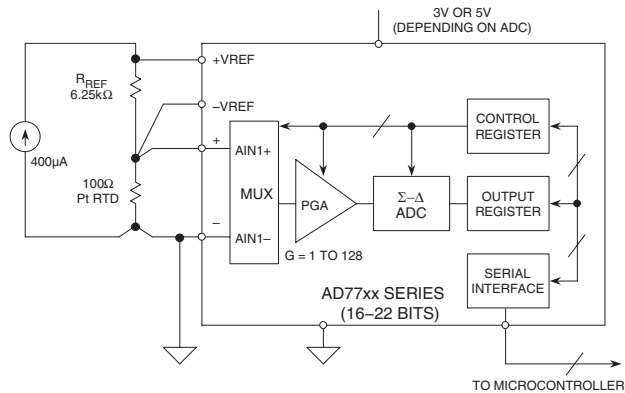 3V OR 5V
(DEPENDING ON ADC)
+VREF
RREF
6.25kΩ
–VREF
400µA
+
AIN1+
CONTROL
REGISTER
100Ω
Pt RTD
MUX
PGA
Σ–Δ
ADC
OUTPUT
REGISTER
–
AIN1–
G = 1 TO 128
SERIAL
INTERFACE
AD77xx SERIES
(16–22 BITS)
TO MICROCONTROLLER